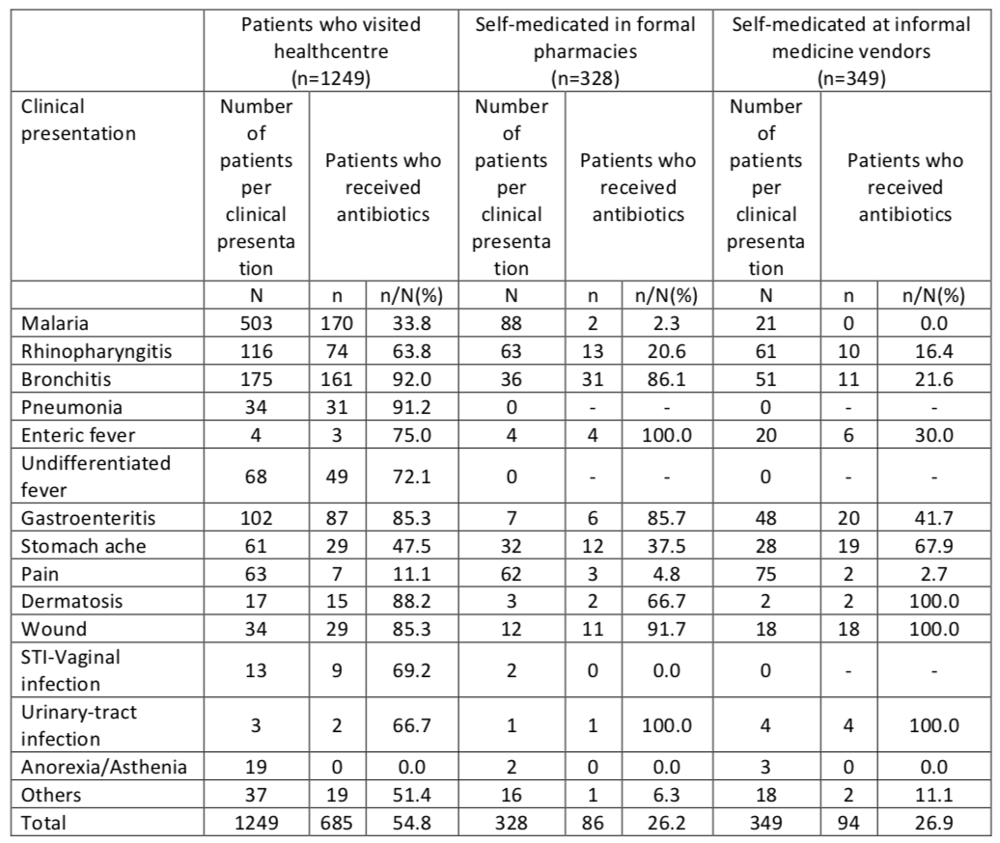 Patients who visited healthcentre (n=1249) Self-medicated in formal pharmacies (n=328) Self-medicated at informal medicine vendors (n=349)
Clinical presentation Number of patients per clinical presenta tion Patients who received antibiotics Number of patients per clinical presenta tion Patients who received antibiotics Number of patients per clinical presenta tion Patients who received antibiotics
N n n/N(%) N n n/N(%) N n n/N(%)
Malaria 503 170 33.8 88 2 2.3 21 0 0.0
Rhinopharyngitis 116 74 63.8 63 13 20.6 61 10 16.4
Bronchitis 175 161 92.0 36 31 86.1 51 11 21.6
Pneumonia 34 31 91.2 0 - - 0 - -
Enteric fever 4 3 75.0 4 4 100.0 20 6 30.0
Undifferentiated fever 68 49 72.1 0 - - 0 - -
Gastroenteritis 102 87 85.3 7 6 85.7 48 20 41.7
Stomach ache 61 29 47.5 32 12 37.5 28 19 67.9
Pain 63 7 11.1 62 3 4.8 75 2 2.7
Dermatosis 17 15 88.2 3 2 66.7 2 2 100.0
Wound 34 29 85.3 12 11 91.7 18 18 100.0
STI-Vaginal infection 13 9 69.2 2 0 0.0 0 - -
Urinary-tract infection 3 2 66.7 1 1 100.0 4 4 100.0
Anorexia/Asthenia 19 0 0.0 2 0 0.0 3 0 0.0
Others 37 19 51.4 16 1 6.3 18 2 11.1
Total 1249 685 54.8 328 86 26.2 349 94 26.9